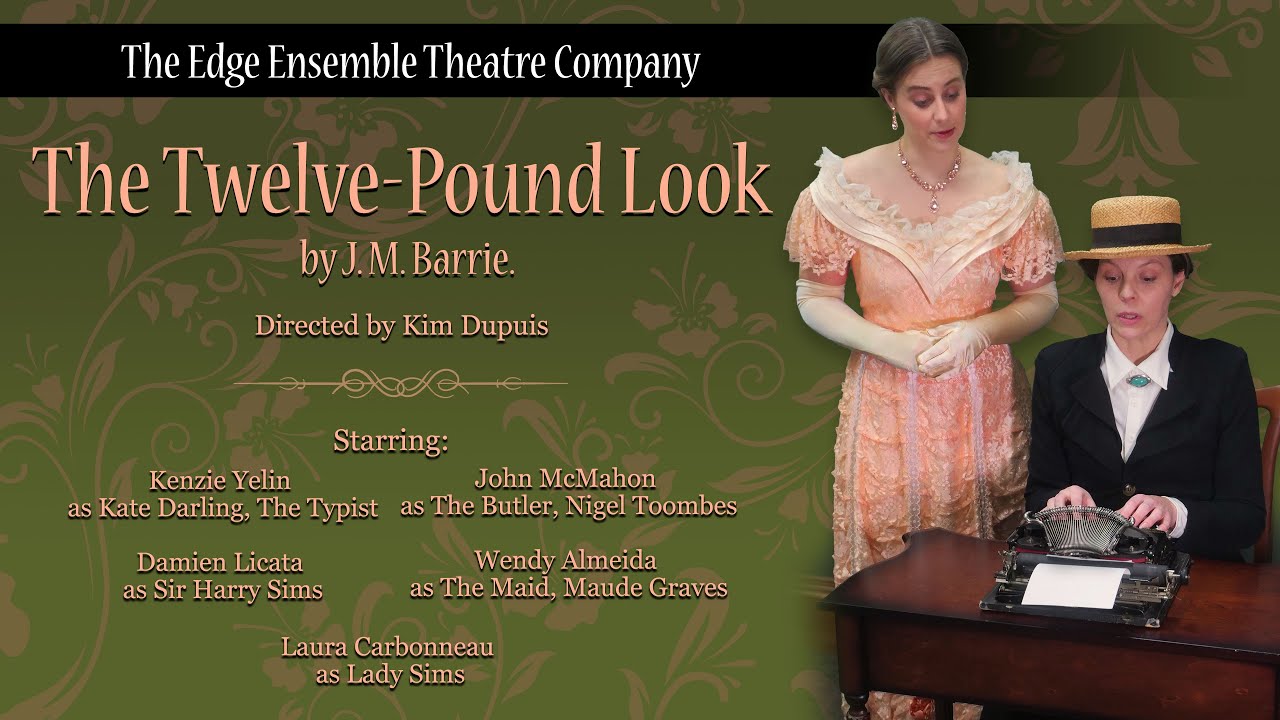 The Edge Ensemble Theatre Company
The Twelve-Pound Look
by J. M. Barrie.
Directed by Kim Dupuis
Starring:
Kenzie Yelin
as Kate Darling, The Typist
John McMahon
as The Butler, Nigel Toombes
Damien Licata
as Sir Harry Sims
Wendy Almeida
as The Maid, Maude Graves
Laura Carbonneau
as Lady Sims